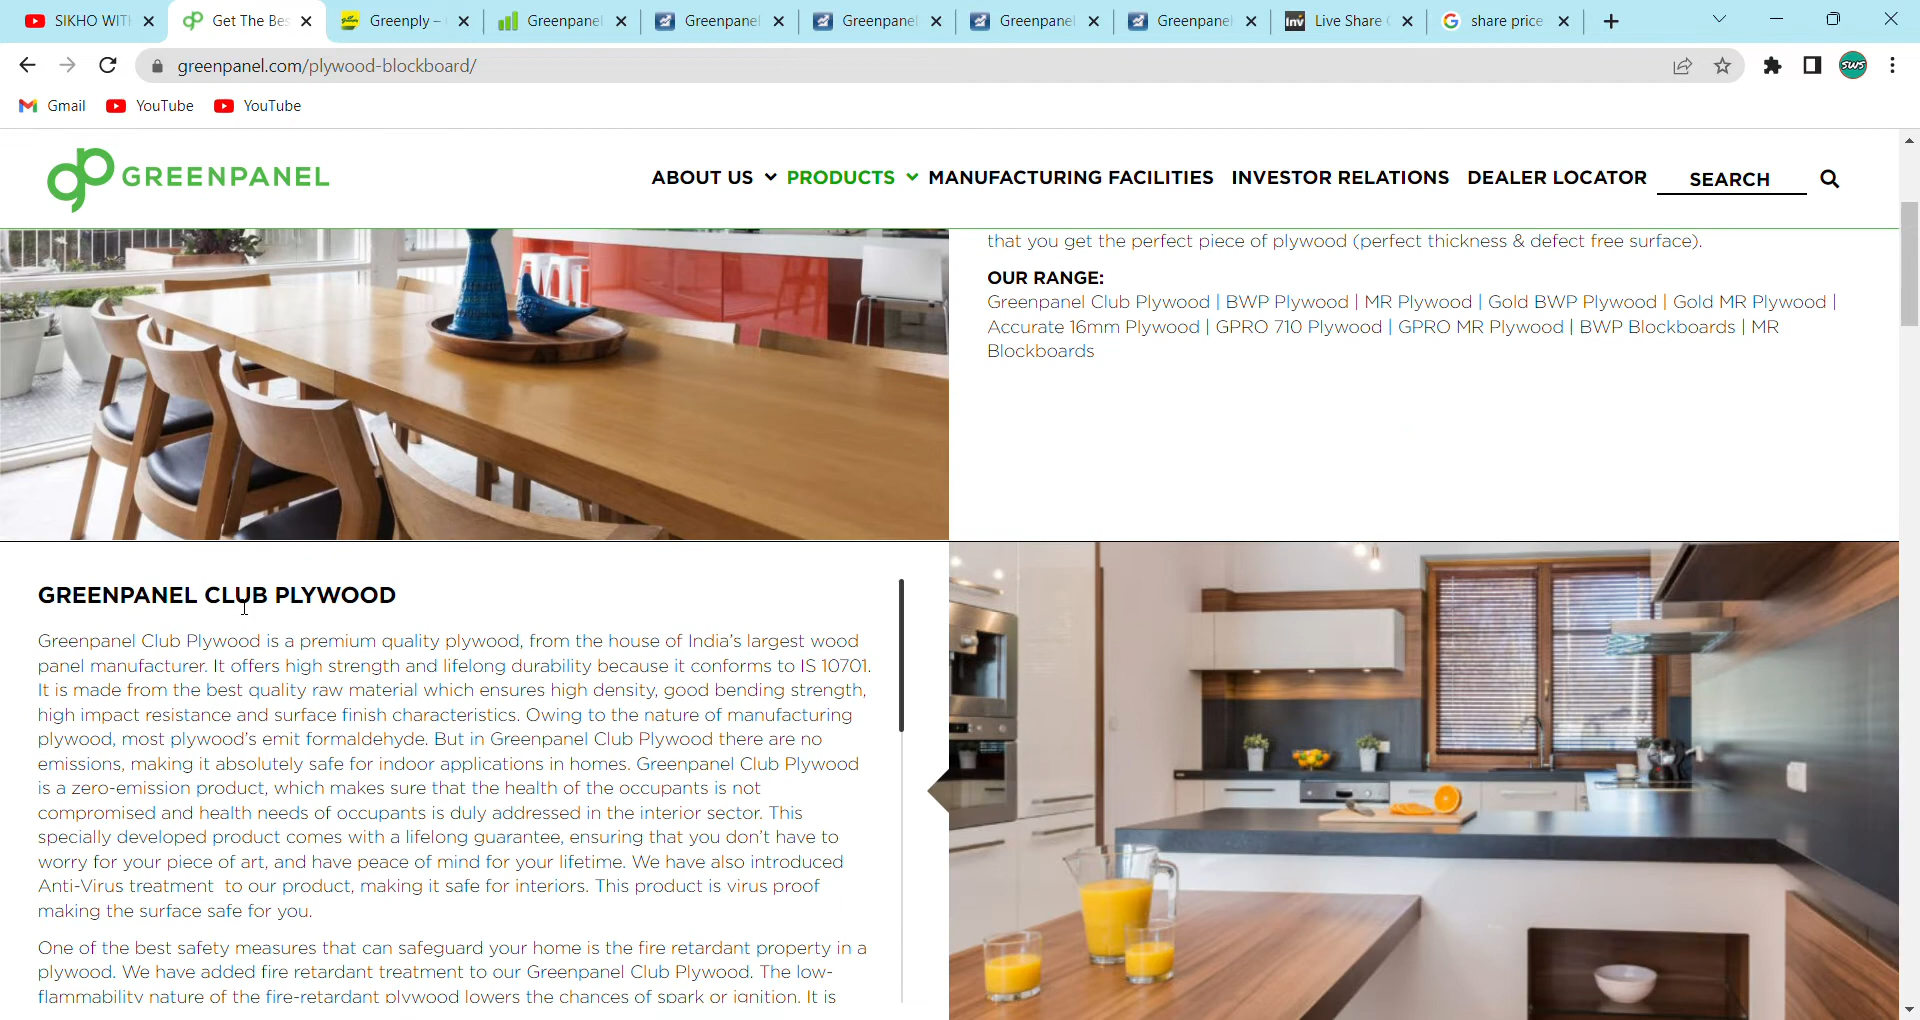 SIKHO WITH
Get The Bes
Greenply –
Greenpanel
Greenpanel
Greenpanel
Greenpanel
Greenpanel
Inv Live Share
share price
greenpanel.com/plywood-blockboard/
SWS
Gmail YouTube YouTube
GREENPANEL
ABOUT US PRODUCTS MANUFACTURING FACILITIES INVESTOR RELATIONS DEALER LOCATOR SEARCH
that you get the perfect piece of plywood (perfect thickness & defect free surface).
OUR RANGE:
Greenpanel Club Plywood | BWP Plywood | MR Plywood | Gold BWP Plywood | Gold MR Plywood |
Accurate 16mm Plywood | GPRO 710 Plywood | GPRO MR Plywood | BWP Blockboards | MR
Blockboards
GREENPANEL CLUB PLYWOOD
Greenpanel Club Plywood is a premium quality plywood, from the house of India's largest wood
panel manufacturer. It offers high strength and lifelong durability because it conforms to IS 10701.
It is made from the best quality raw material which ensures high density, good bending strength,
high impact resistance and surface finish characteristics. Owing to the nature of manufacturing
plywood, most plywood's emit formaldehyde. But in Greenpanel Club Plywood there are no
emissions, making it absolutely safe for indoor applications in homes. Greenpanel Club Plywood
is a zero-emission product, which makes sure that the health of the occupants is not
compromised and health needs of occupants is duly addressed in the interior sector. This
specially developed product comes with a lifelong guarantee, ensuring that you don't have to
worry for your piece of art, and have peace of mind for your lifetime. We have also introduced
Anti-Virus treatment to our product, making it safe for interiors. This product is virus proof
making the surface safe for you.
One of the best safety measures that can safeguard your home is the fire retardant property in a
plywood. We have added fire retardant treatment to our Greenpanel Club Plywood. The low-
flammability nature of the fire-retardant plywood lowers the chances of spark or ignition. It is